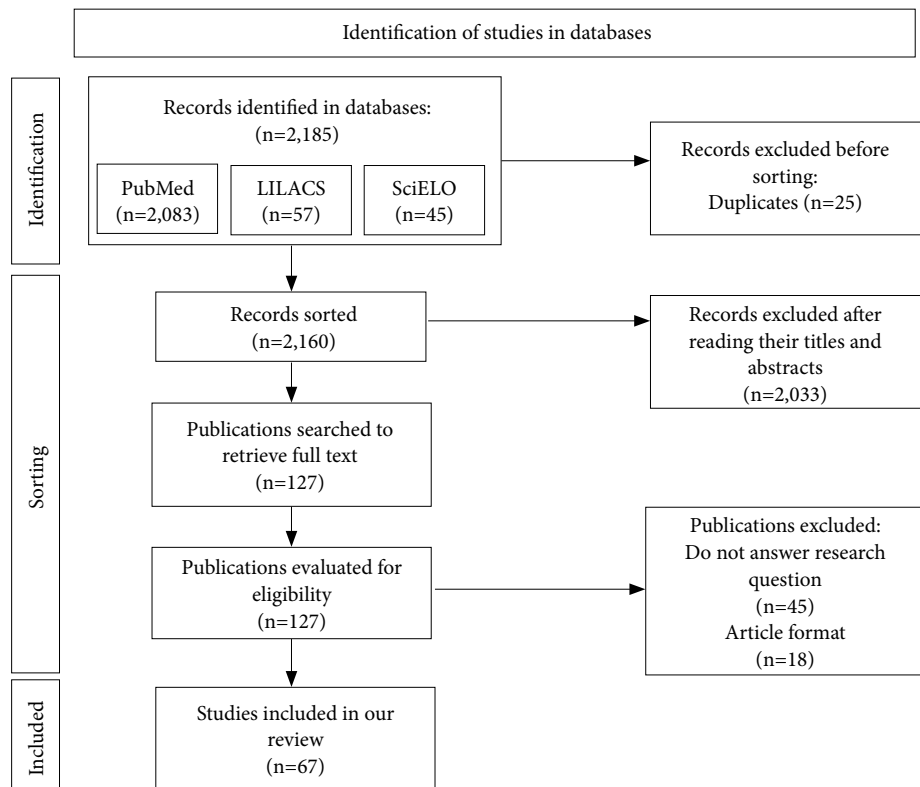 Identification of studies in databases
Identification
Records identified in databases:
(n=2,185)
PubMed
(n=2,083)
LILACS
(n=57)
SciELO
(n=45)
Records excluded before
sorting:
Duplicates (n=25)
Sorting
Records sorted
(n=2,160)
Records excluded after
reading their titles and
abstracts
(n=2,033)
Publications searched to
retrieve full text
(n=127)
Publications evaluated for
eligibility
(n=127)
Publications excluded:
Do not answer research
question
(n=45)
Article format
(n=18)
Included
Studies included in our
review
(n=67)